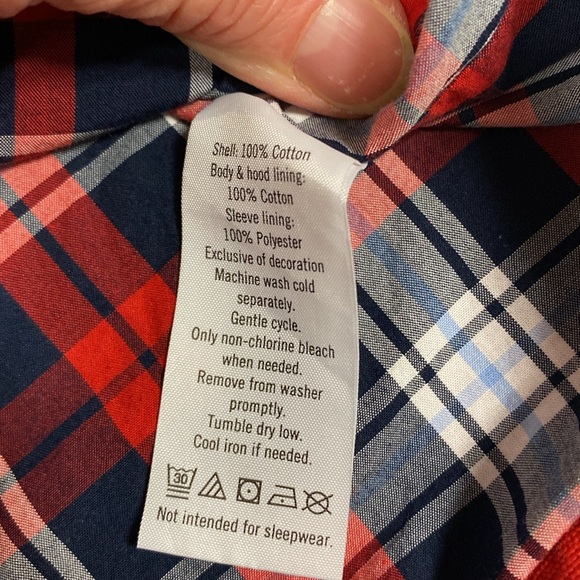 Shell: 100% Cotton
Body & hood lining:
100% Cotton
Sleeve lining:
100% Polyester
Exclusive of decoration
Machine wash cold
separately.
Gentle cycle.
Only non-chlorine bleach
when needed.
Remove from washer
promptly.
Tumble dry low.
Cool iron if needed.
30
Not intended for sleepwear.